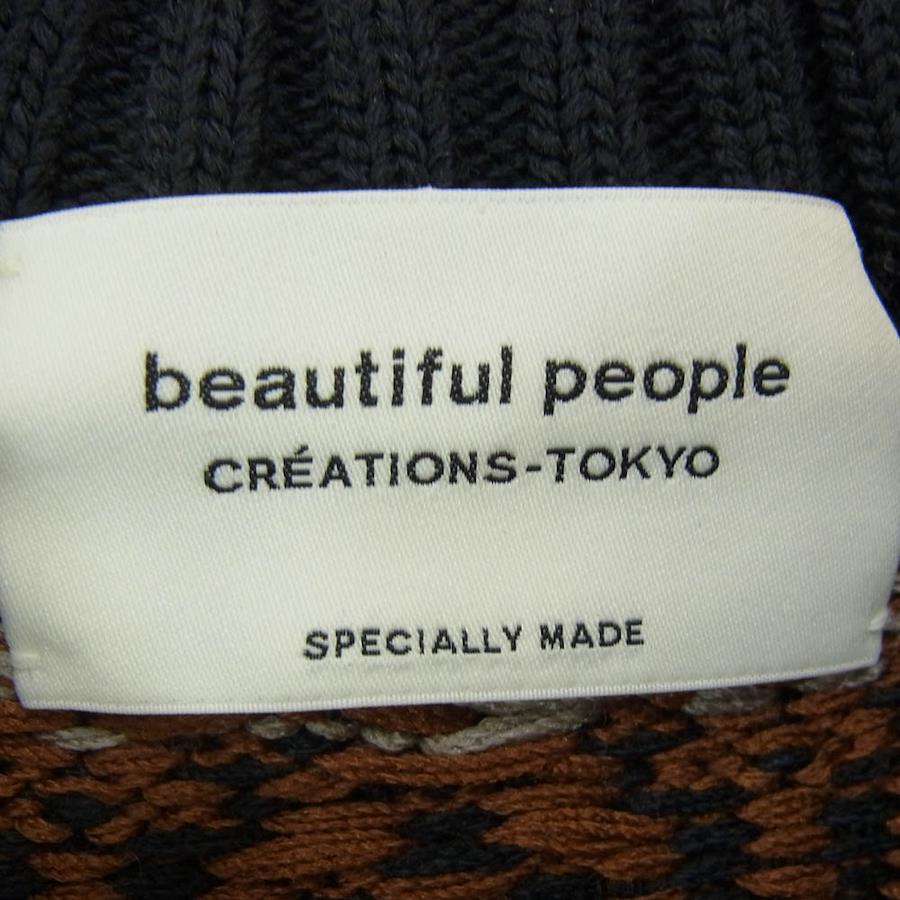 beautiful people
CRÉATIONS-TOKYO
SPECIALLY MADE